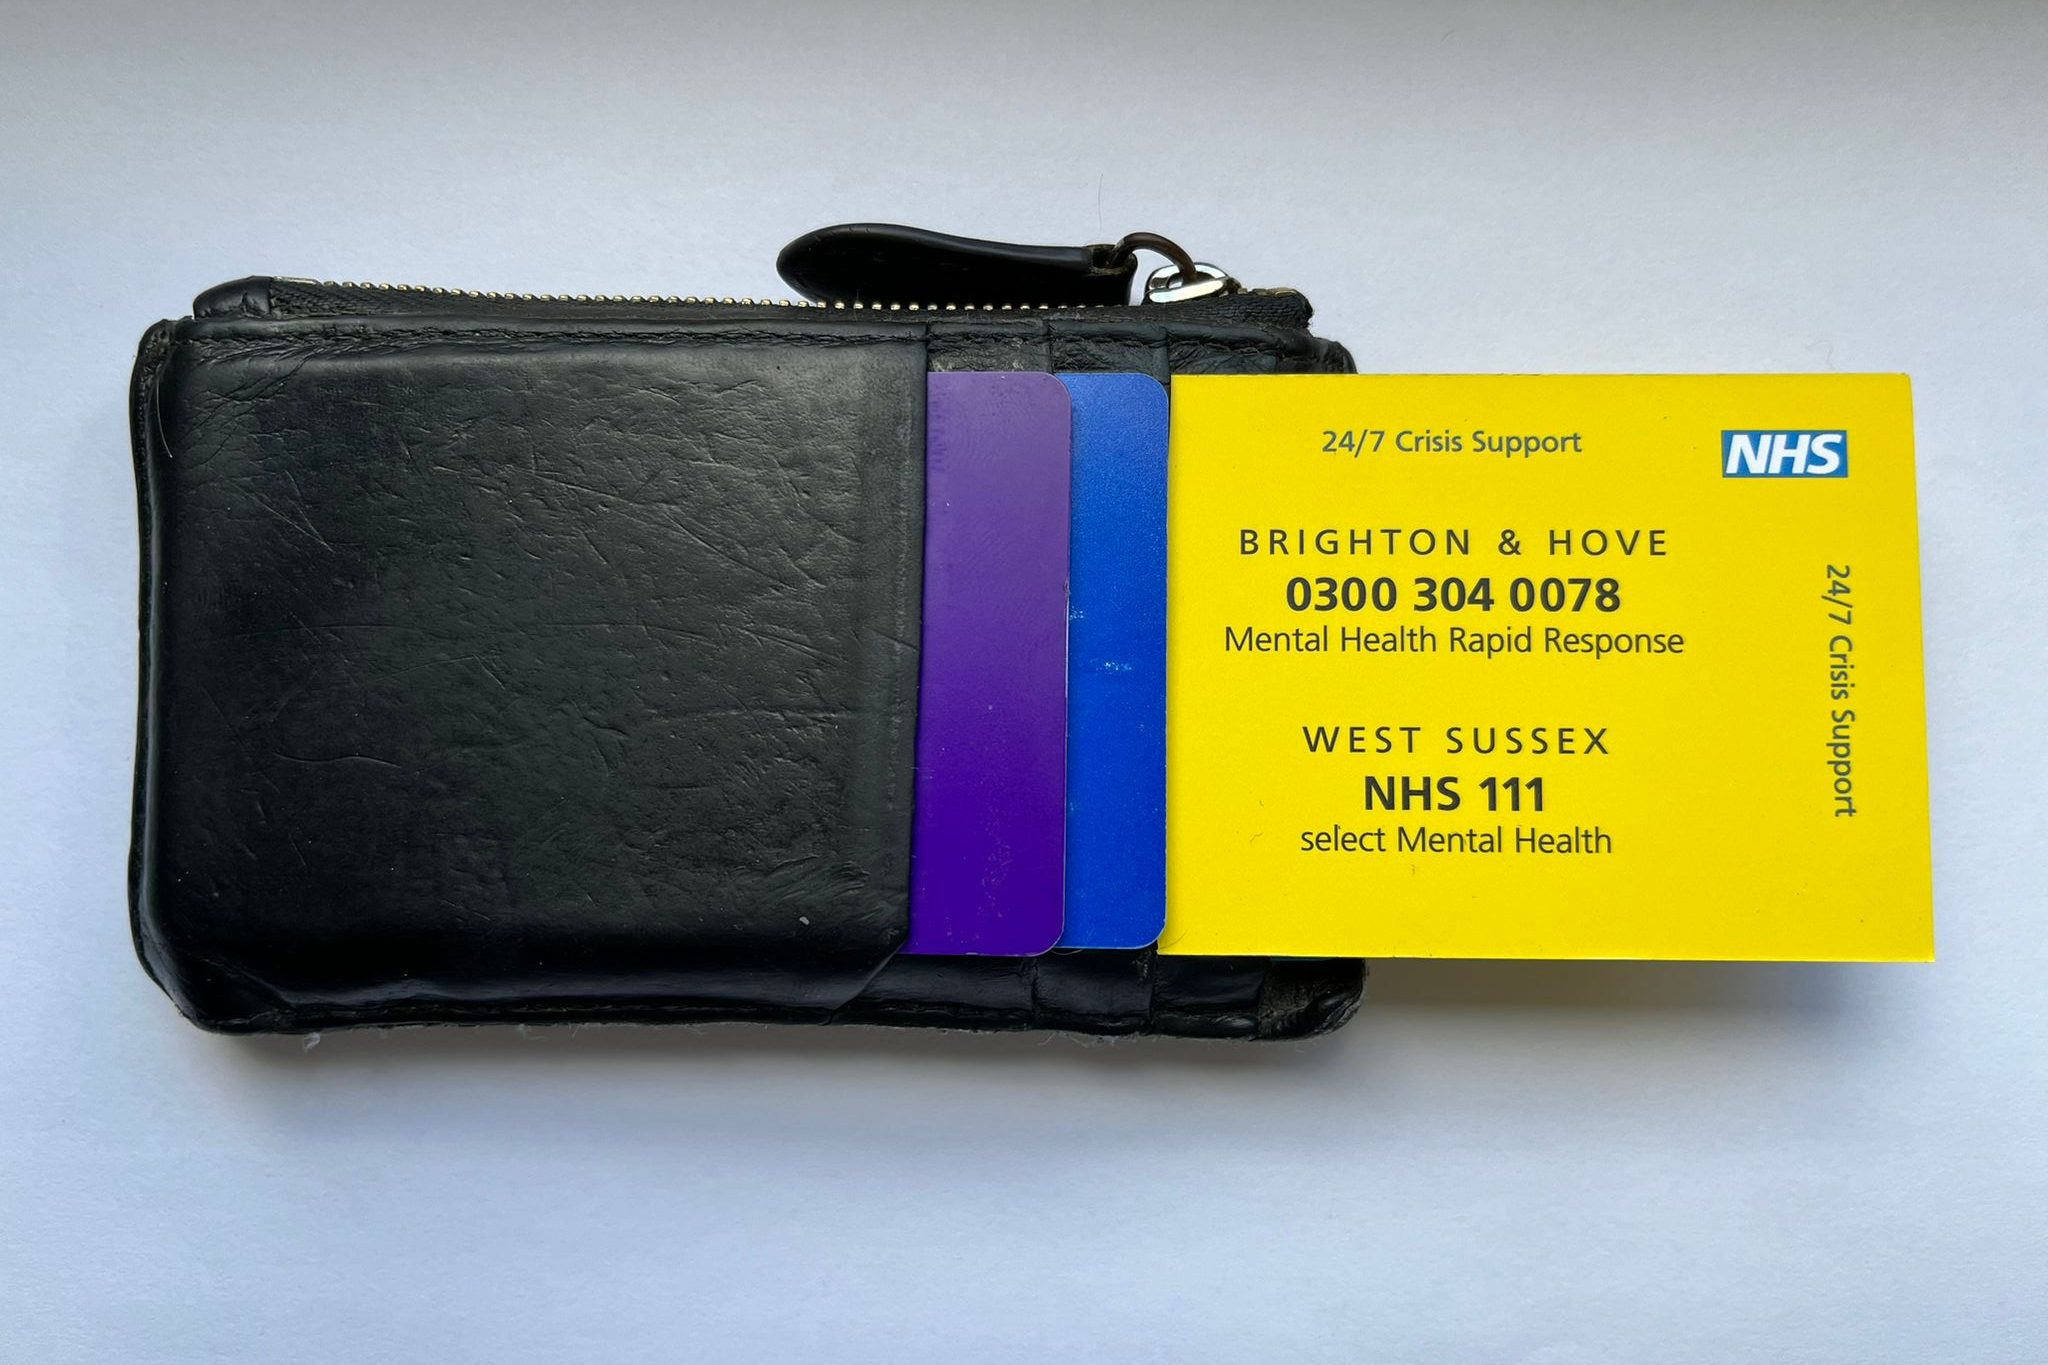 24/7 Crisis Support
NHS
BRIGHTON & HOVE
0300 304 0078
Mental Health Rapid Response
WEST SUSSEX
NHS 111
select Mental Health
24/7 Crisis Support